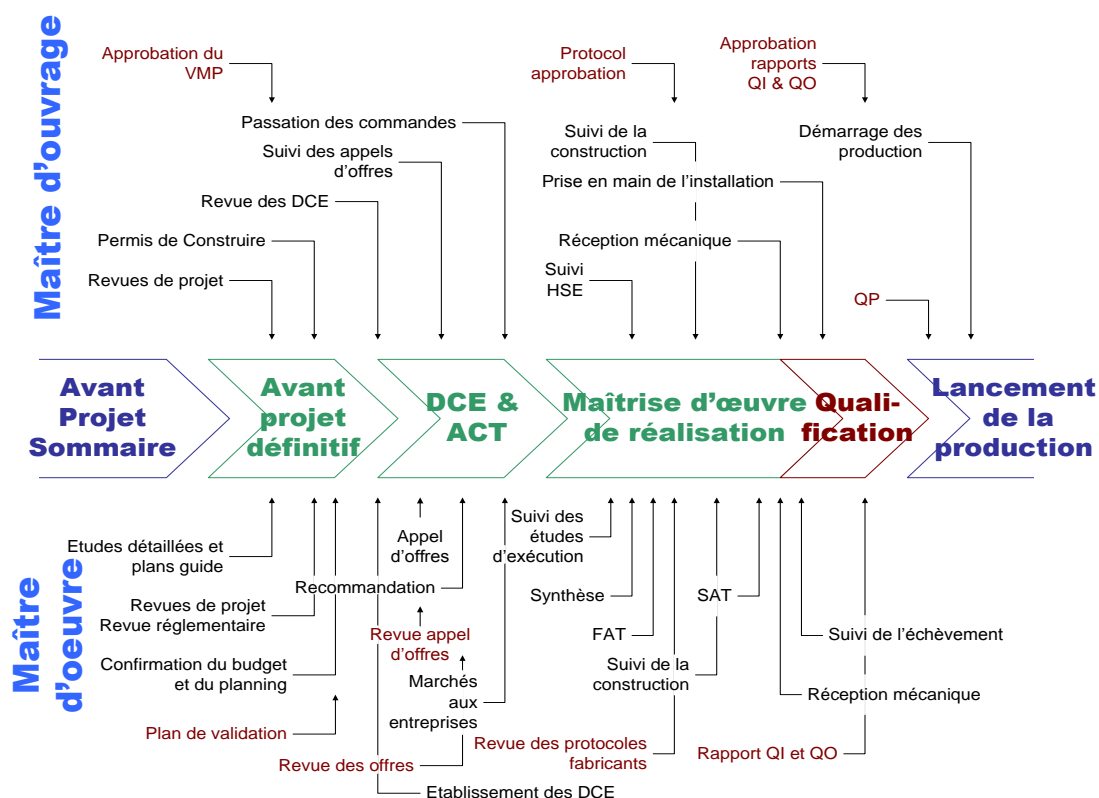 Maître d'ouvrage
Approbation du
VMP
Protocol
approbation
Approbation
rapports
QI & QO
Passation des commandes
Suivi des appels
d'offres
Suivi de la
construction
Démarrage des
production
Prise en main de l'installation
Revue des DCE
Permis de Construire
Réception mécanique
Revues de projet
Suivi
HSE
QP
Avant
Projet
Sommaire
Avant
projet
définitif
DCE &
ACT
Maîtrise d'œuvre
de réalisation
Quali-
fication
Lancement
de la
production
Maître
d'oeuvre
Etudes détaillées et
plans guide
Appel
d'offres
Suivi des
études
d'exécution
Recommandation
Synthèse
SAT
Revues de projet
Revue réglementaire
Revue appel
d'offres
FAT
Suivi de l'échèvement
Confirmation du budget
et du planning
Marchés
aux
entreprises
Suivi de la
construction
Réception mécanique
Plan de validation
Revue des offres
Revue des protocoles
fabricants
Rapport QI et QO
Etablissement des DCE